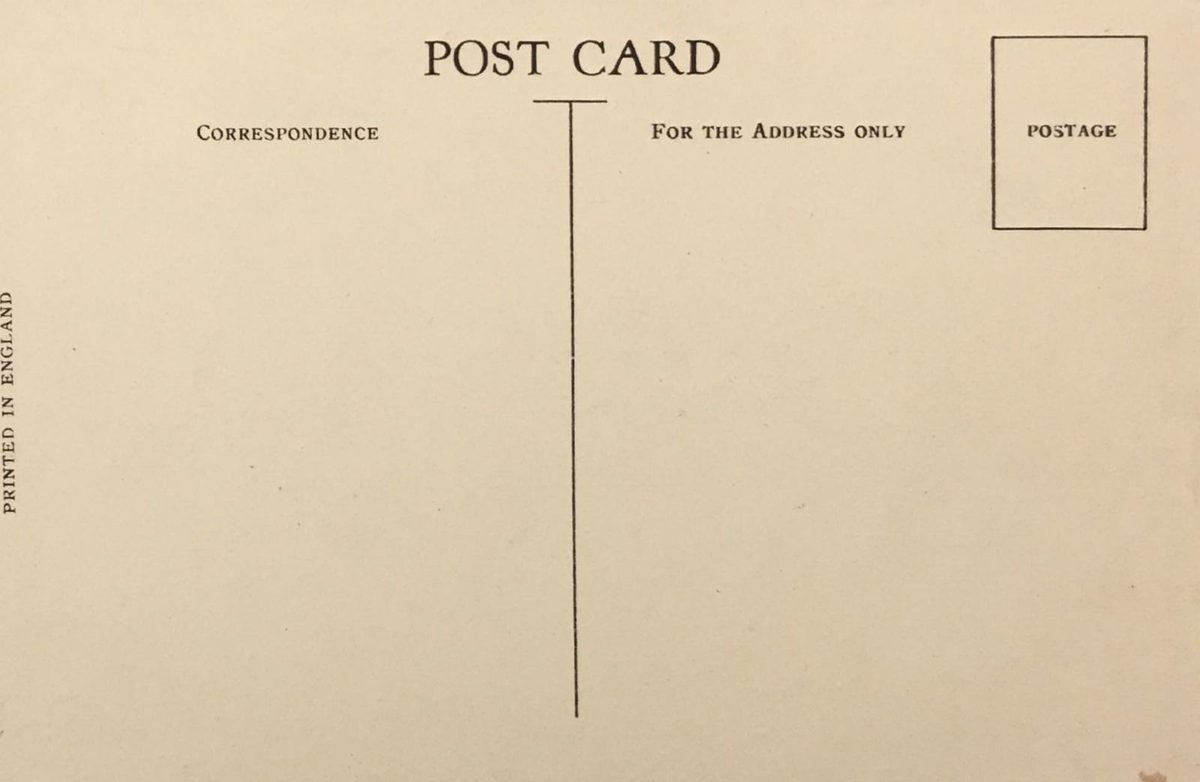 POST CARD
CORRESPONDENCE
FOR THE ADDRESS ONLY
POSTAGE
PRINTED IN ENGLAND